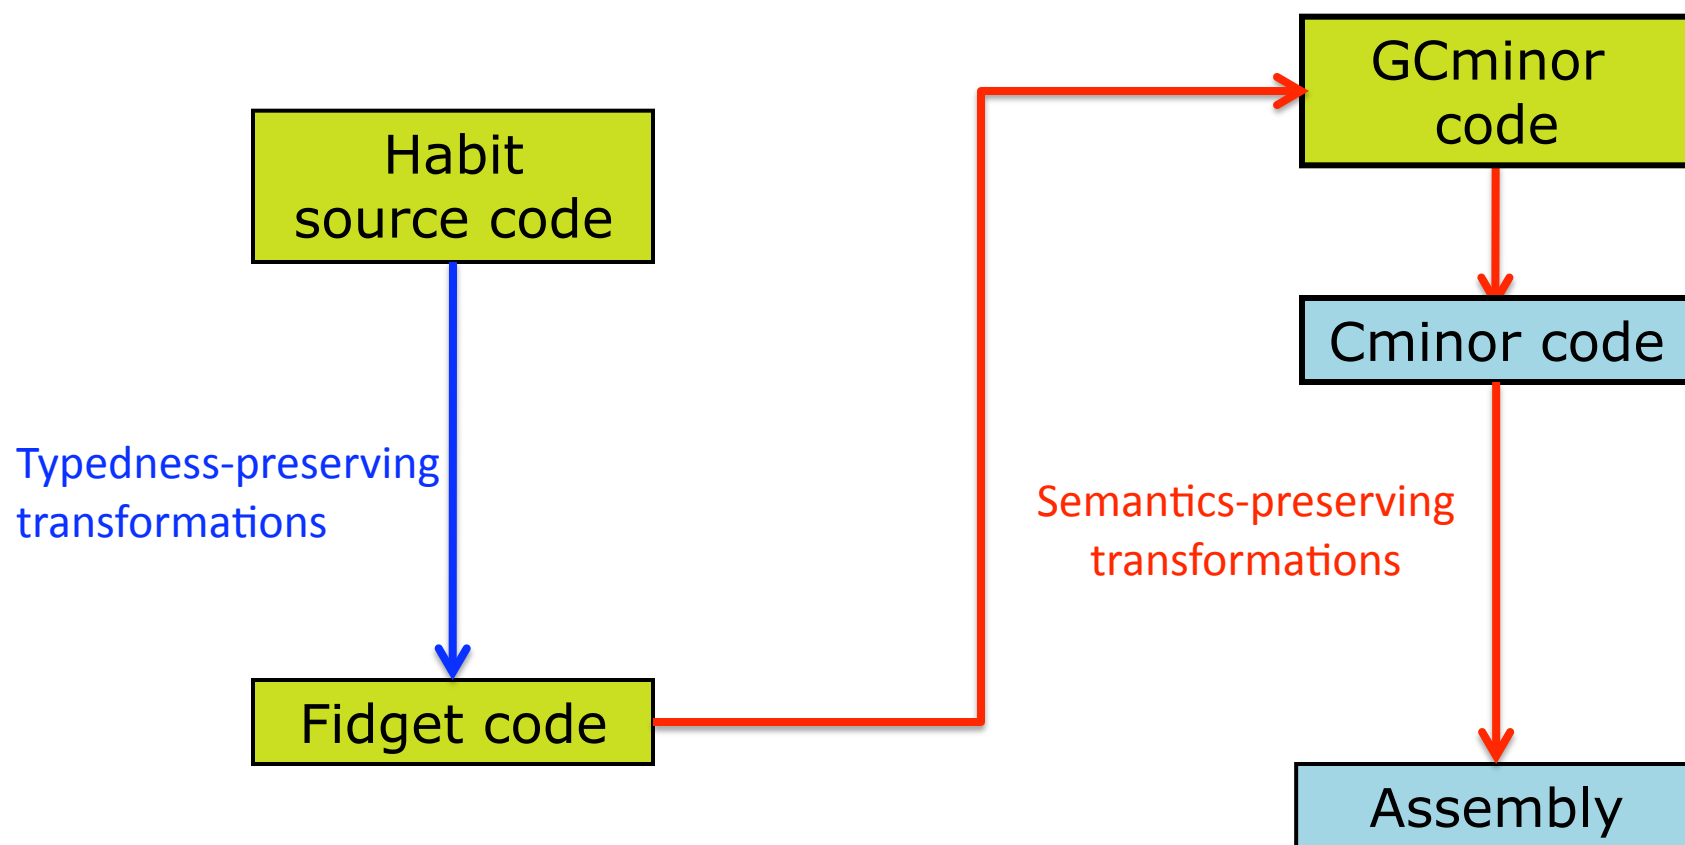 Habit
source code
Typedness-preserving
transformations
Fidget code
GCminor
code
Cminor code
Semantics-preserving
transformations
Assembly